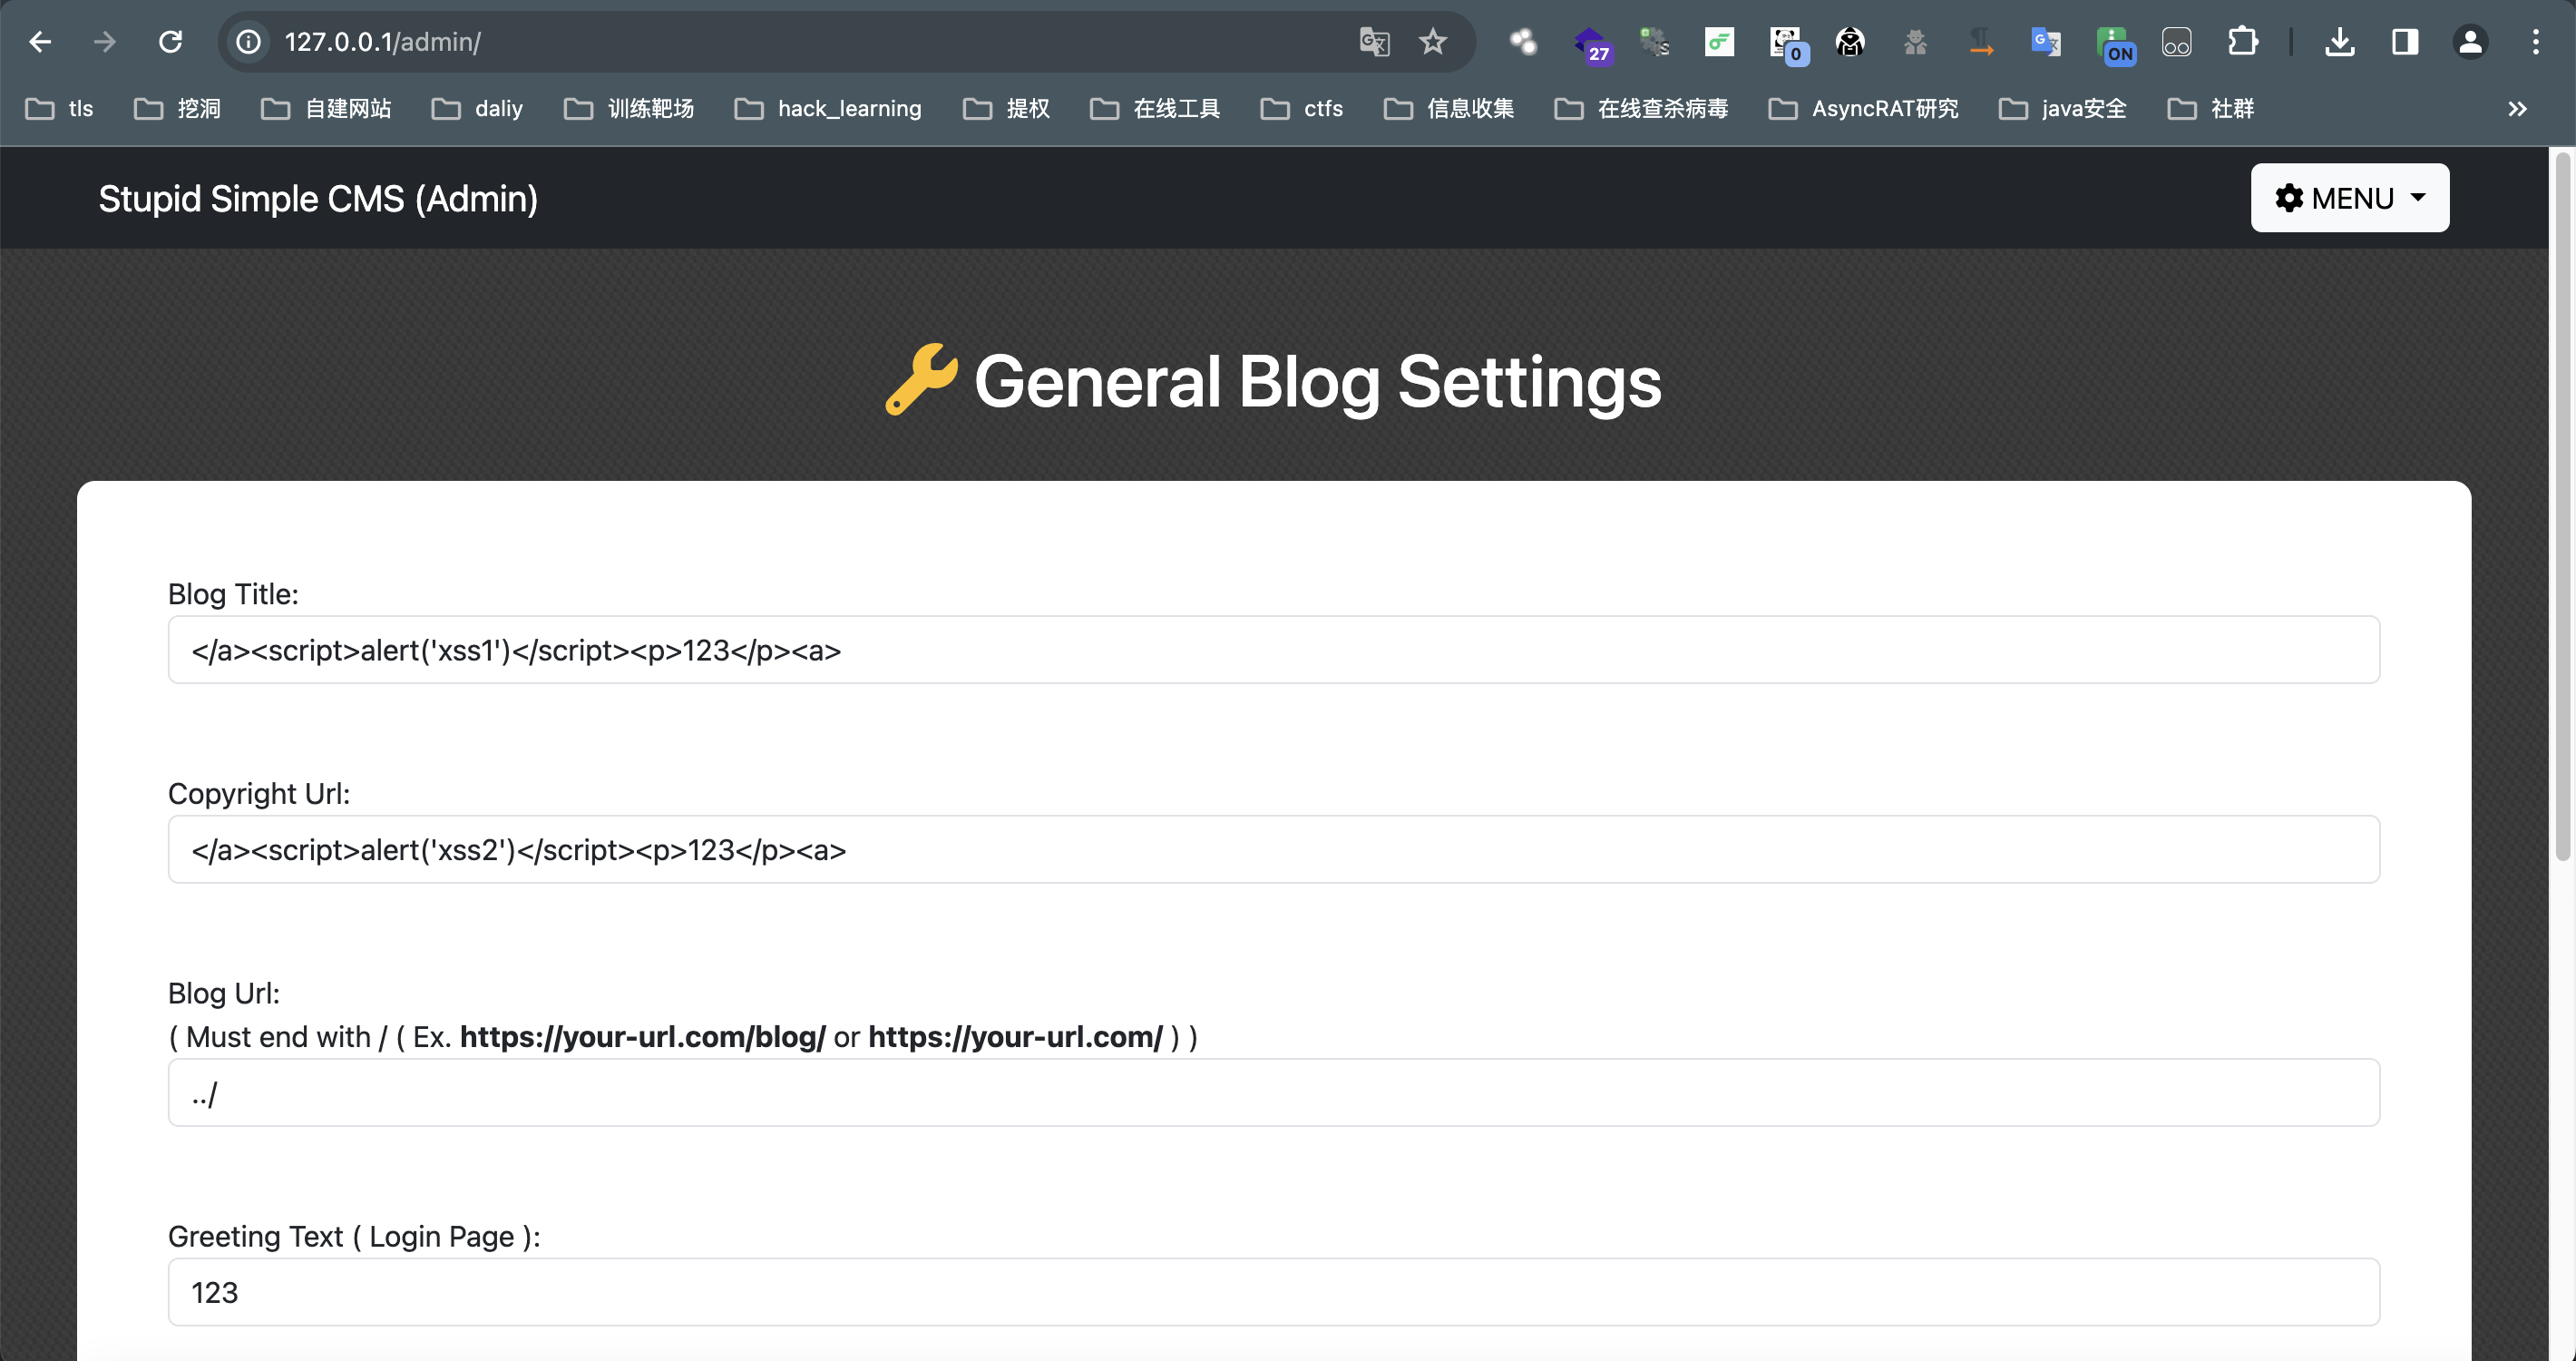 127.0.0.1/admin/
27
0
ON
tls 挖洞 自建网站 daliy 训练靶场 hack_learning 提权 在线工具 ctfs 信息收集 在线查杀病毒 AsyncRAT研究 java安全 社群
Stupid Simple CMS (Admin)
MENU
General Blog Settings
Blog Title:
</a><script>alert('xss1')</script><p>123</p><a>
Copyright Url:
</a><script>alert('xss2')</script><p>123</p><a>
Blog Url:
( Must end with / ( Ex. https://your-url.com/blog/ or https://your-url.com/ ) )
../
Greeting Text ( Login Page ):
123